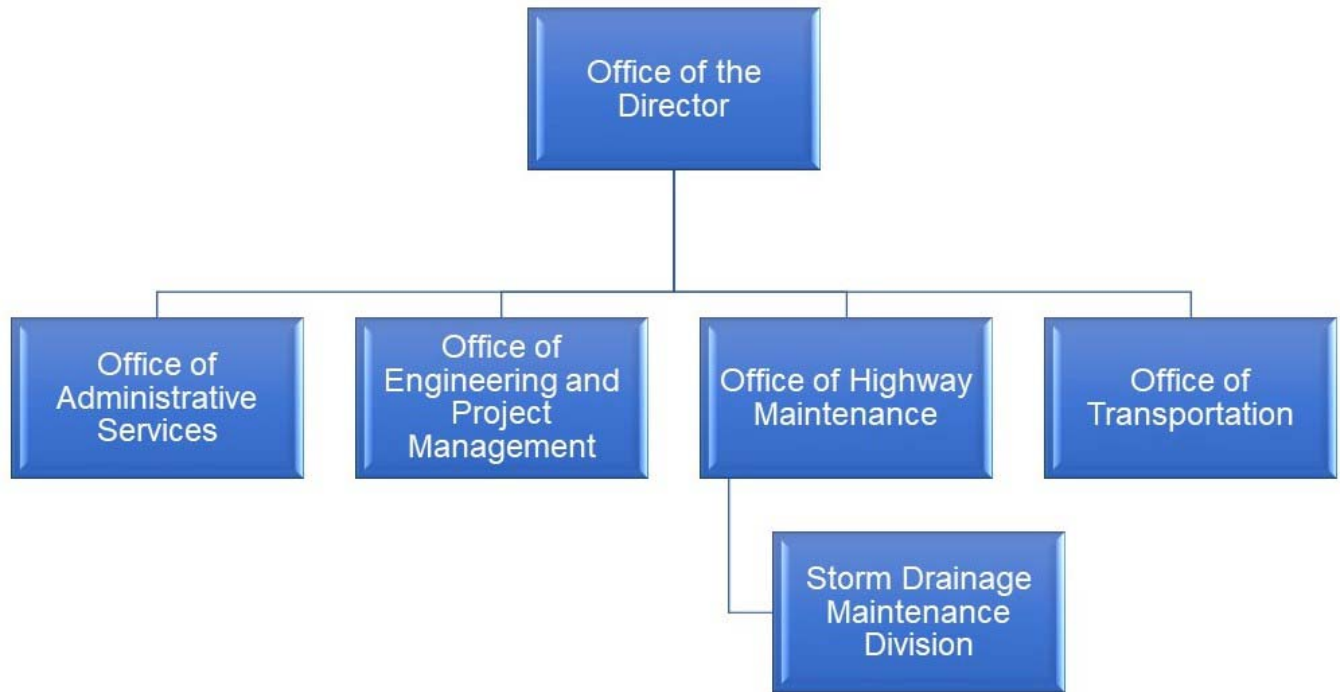 Office of the
Director
Office of
Administrative
Services
Office of
Engineering and
Project
Management
Office of Highway
Maintenance
Office of
Transportation
Storm Drainage
Maintenance
Division